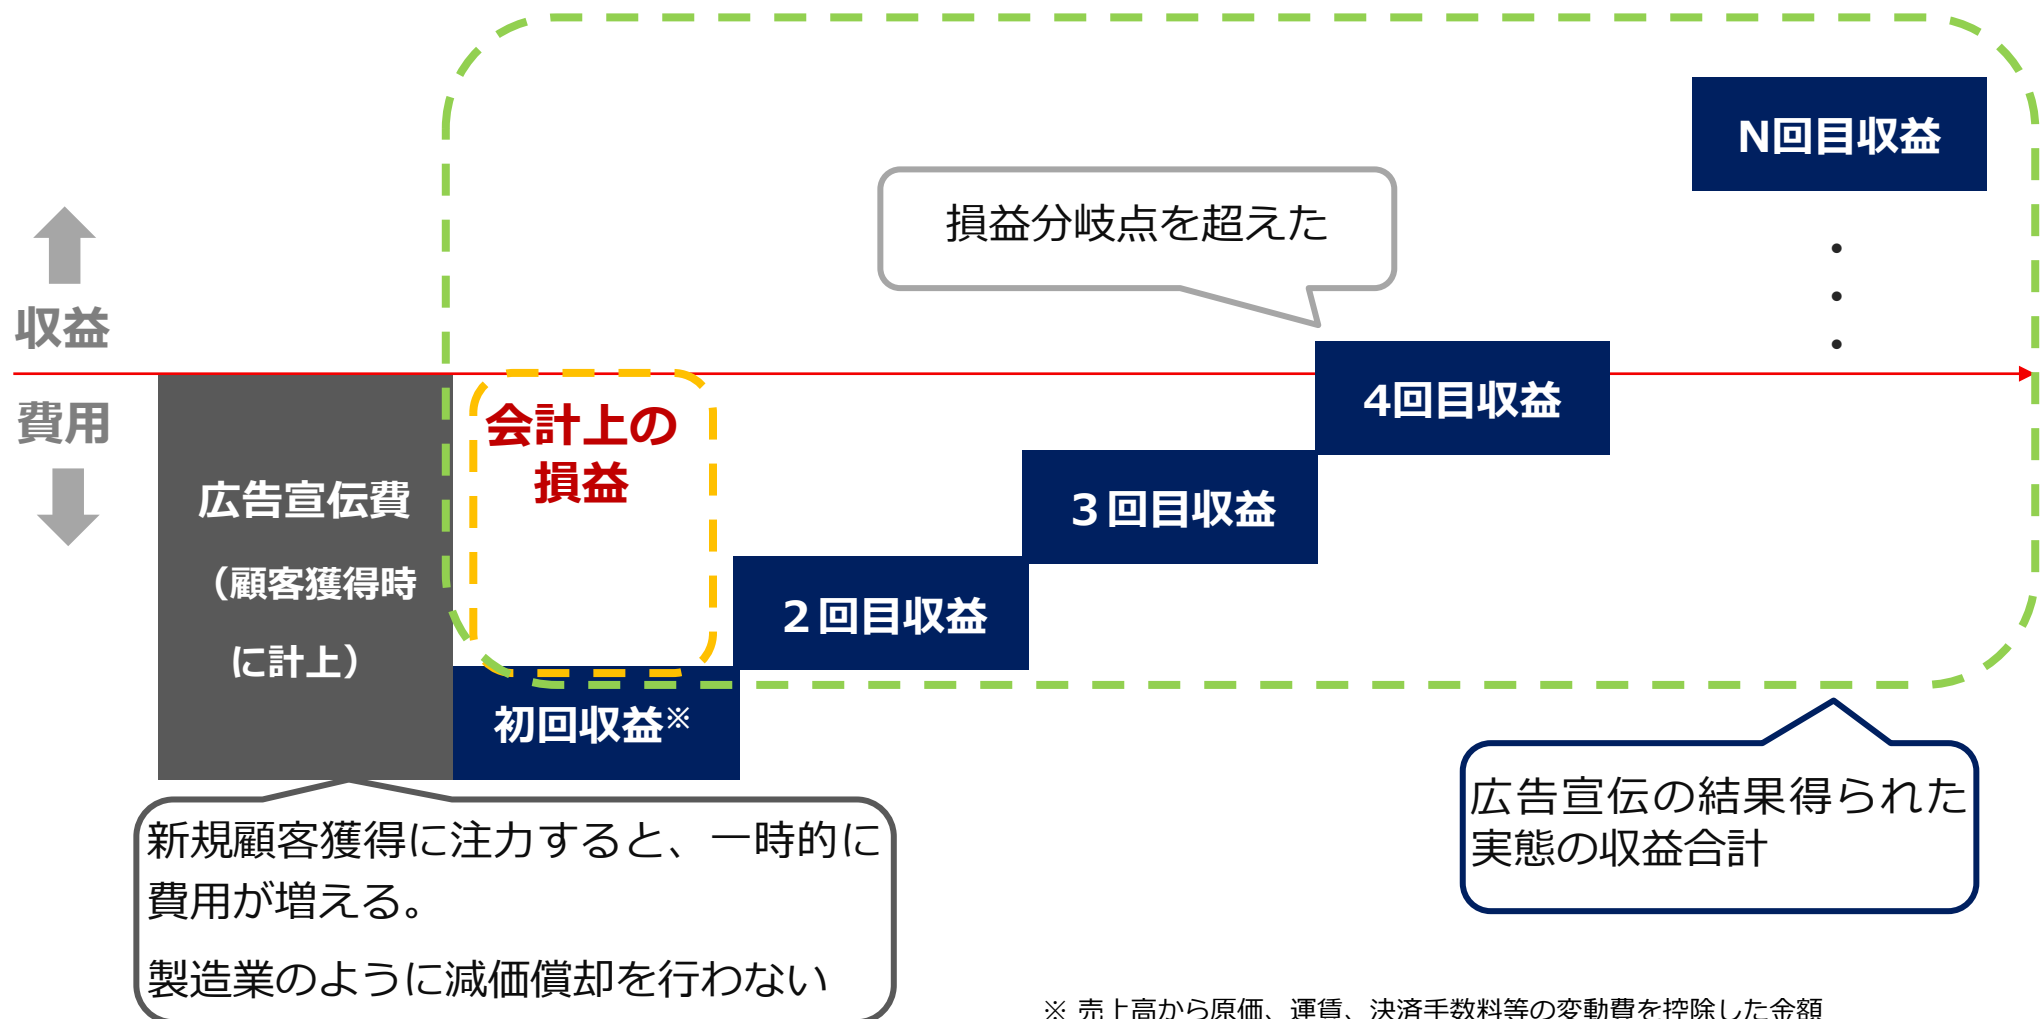 N回目収益
損益分岐点を超えた
・
・
・
収益
費用
4回目収益
会計上の
損益
広告宣伝費
（顧客獲得時
に計上）
３回目収益
２回目収益
初回収益※
広告宣伝の結果得られた
実態の収益合計
新規顧客獲得に注力すると、一時的に
費用が増える。
製造業のように減価償却を行わない
※ 売上高から原価、運賃、決済手数料等の変動費を控除した金額